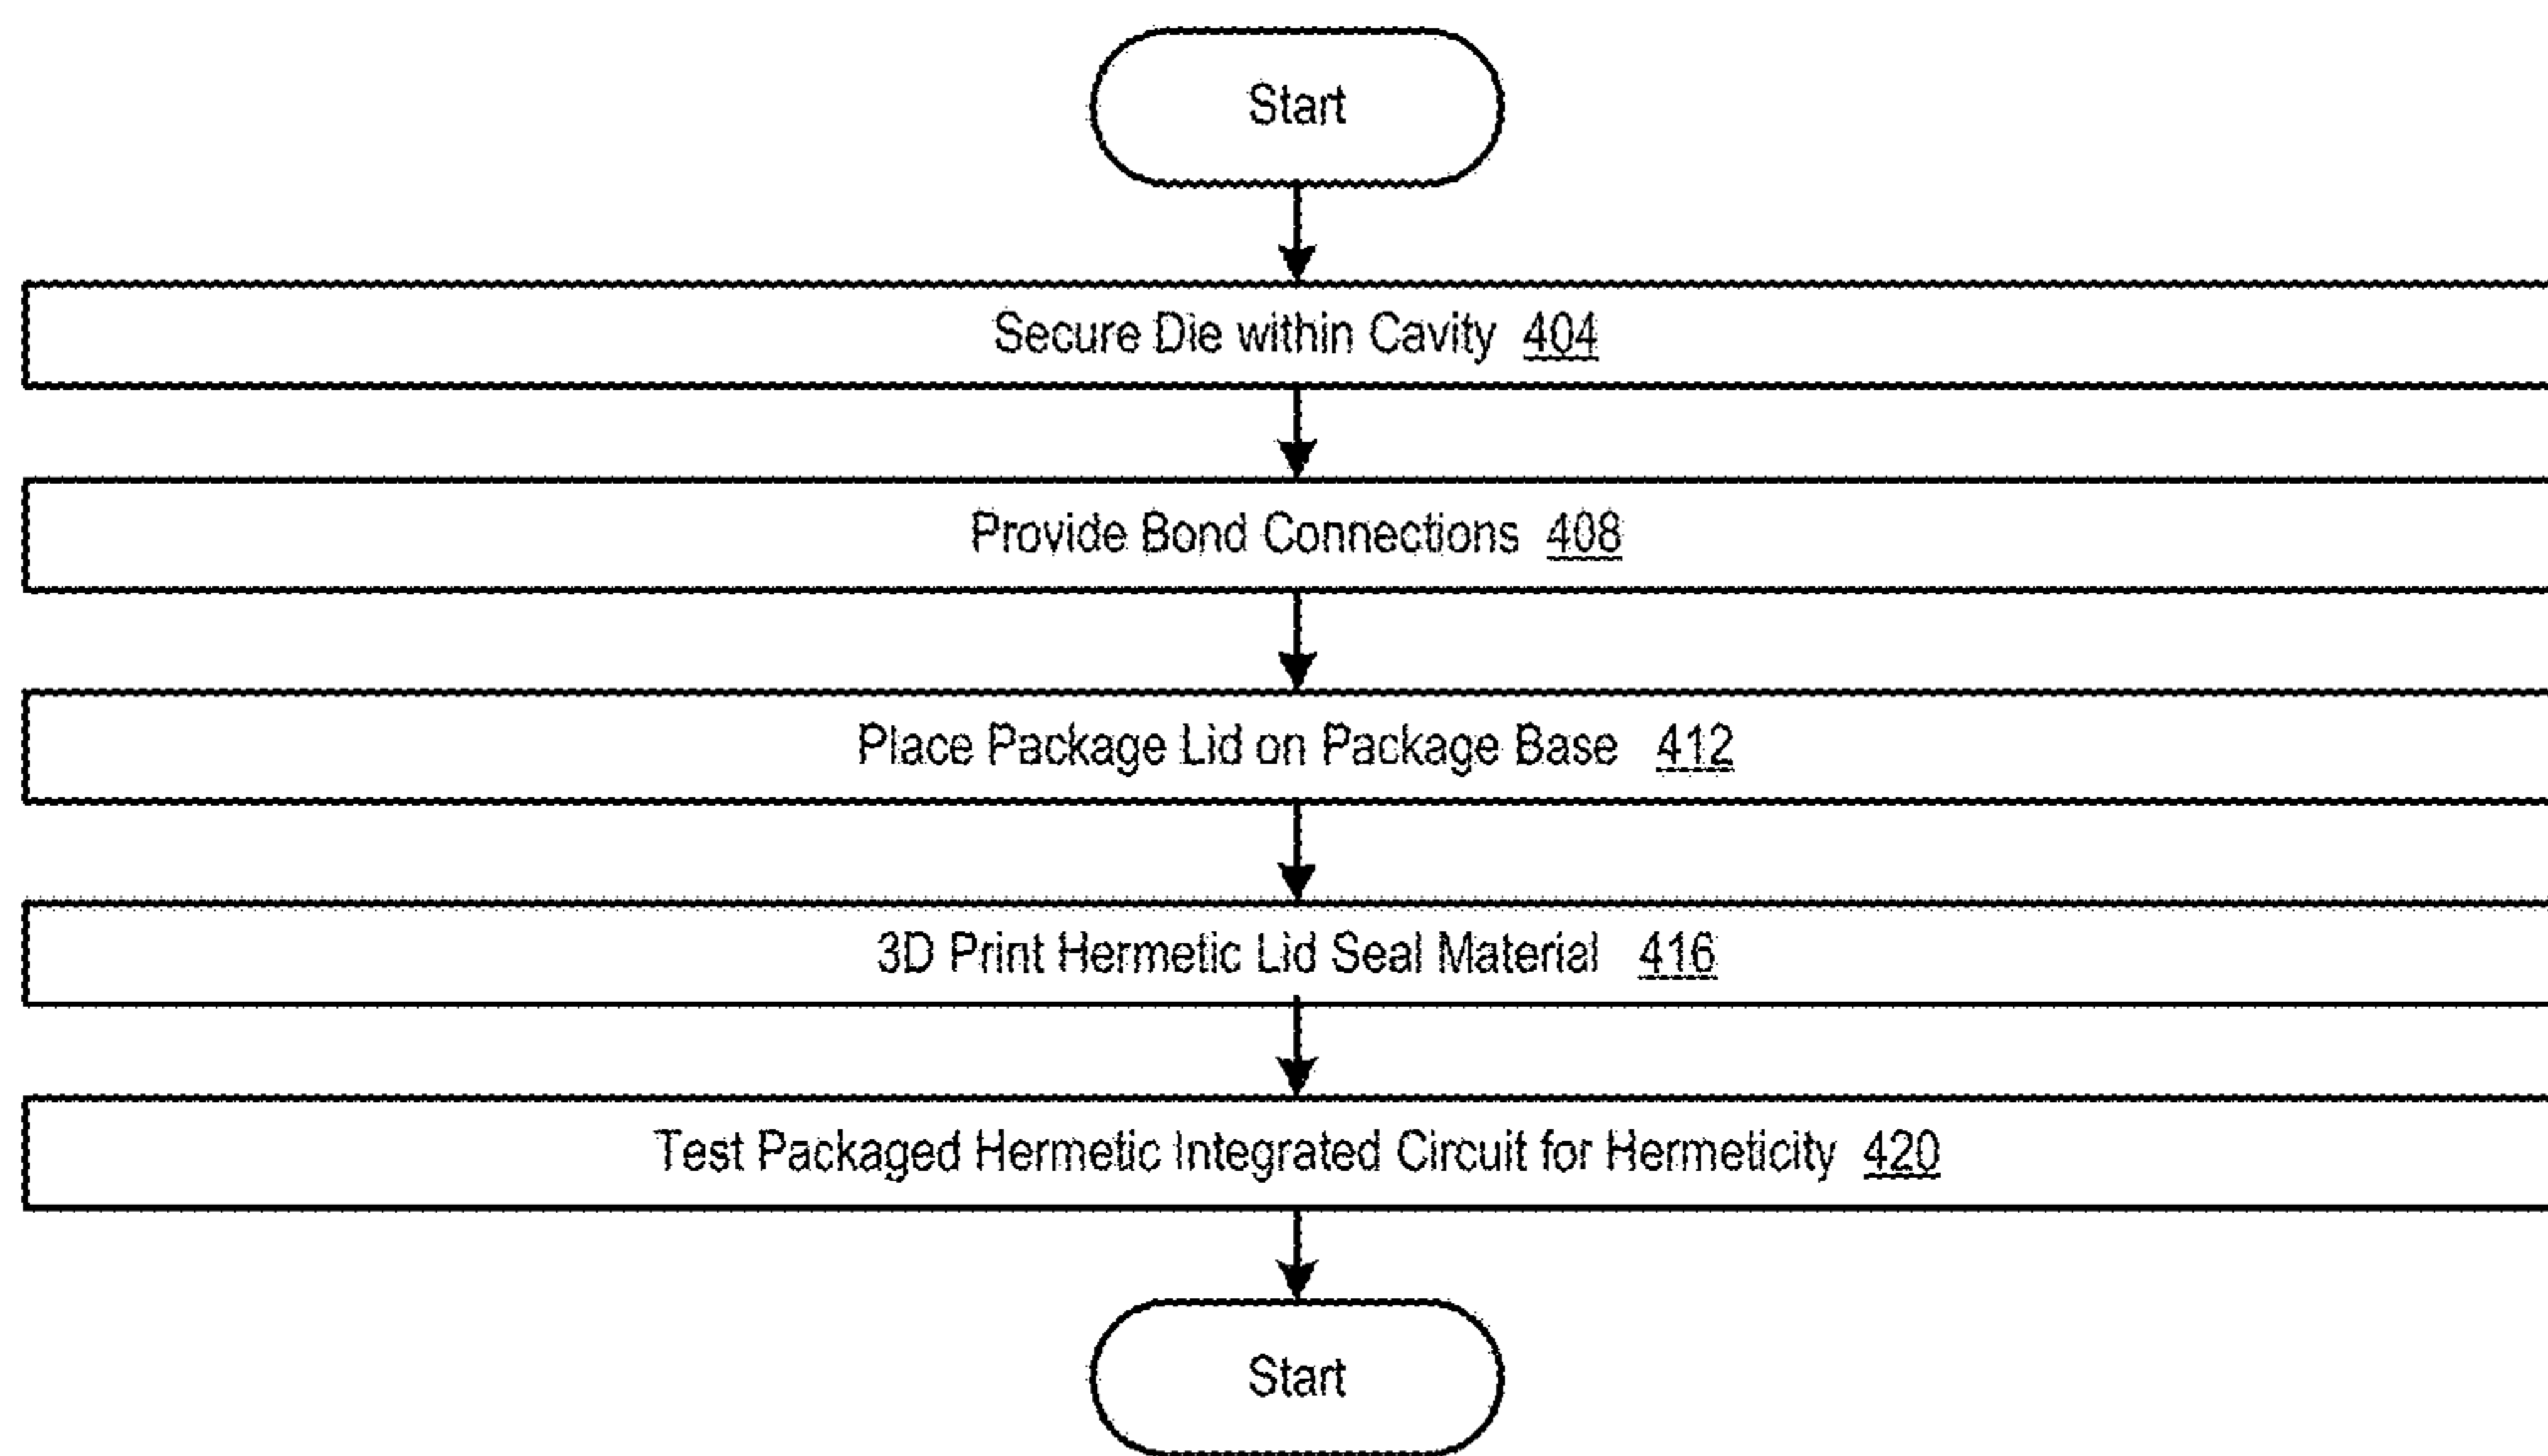 Start
Secure Die within Cavity 404
Provide Bond Connections 408
Place Package Lid on Package Base 412
3D Print Hermetic Lid Seal Material 416
Test Packaged Hermetic Integrated Circuit for Hermeticity 420
Start